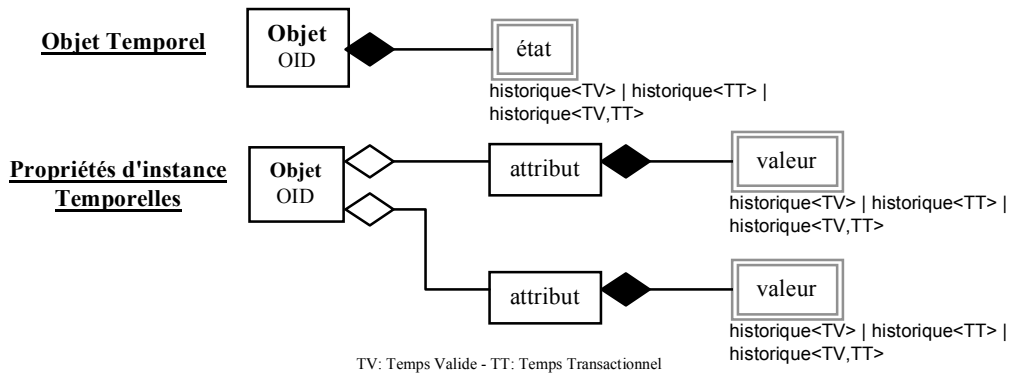 Objet Temporel
Objet
OID
état
historique<TV> | historique<TT> |
historique<TV,TT>
Propriétés d'instance
Temporelles
Objet
OID
attribut
valeur
historique<TV> | historique<TT> |
historique<TV,TT>
attribut
valeur
historique<TV> | historique<TT> |
historique<TV,TT>
TV: Temps Valide - TT: Temps Transactionnel